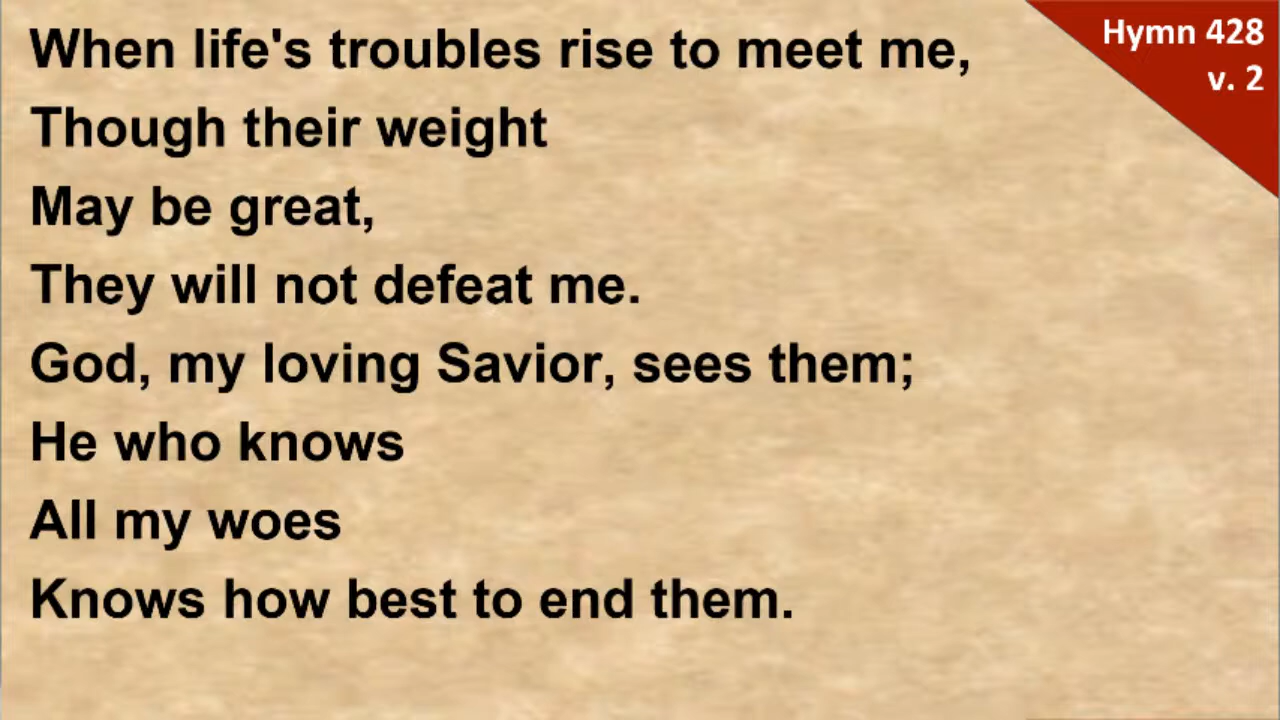 When life's troubles rise to meet me,
Though their weight
May be great,
They will not defeat me.
God, my loving Savior, sees them;
He who knows
All my woes
Knows how best to end them.
Hymn 428
v. 2